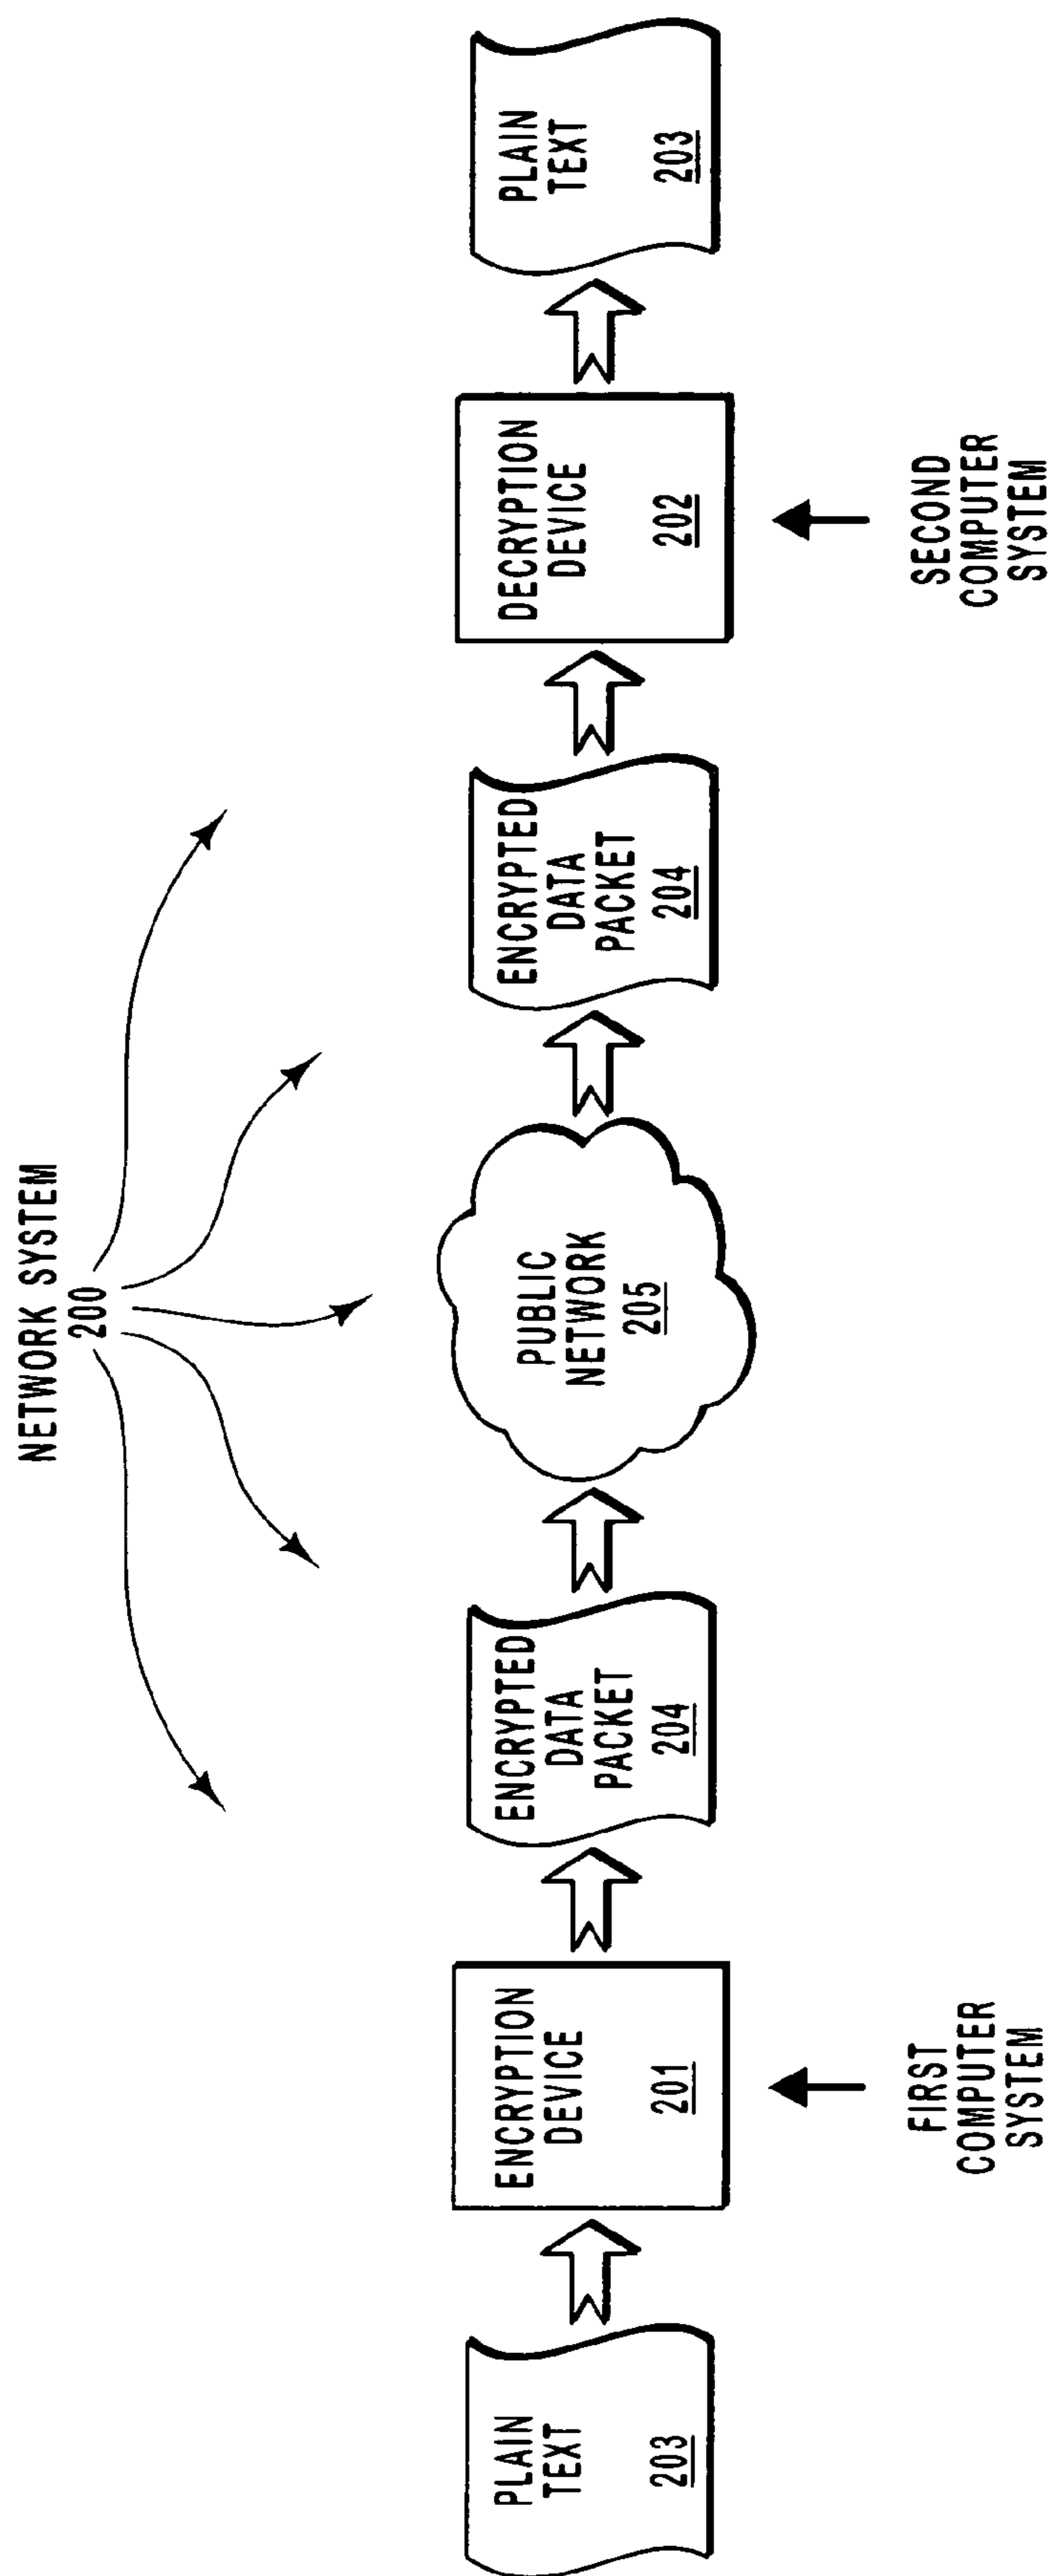 NETWORK SYSTEM
200
PLAIN
TEXT
203
ENCRYPTION
DEVICE
201
ENCRYPTED
DATA
PACKET
204
PUBLIC
NETWORK
205
ENCRYPTED
DATA
PACKET
204
DECRYPTION
DEVICE
202
PLAIN
TEXT
203
FIRST
COMPUTER
SYSTEM
SECOND
COMPUTER
SYSTEM